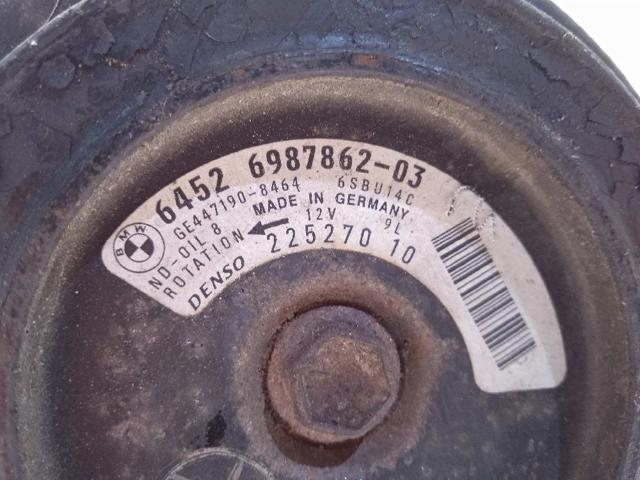 6452 6987862-03
GE447190-8464 6SBU14C
MADE IN GERMANY
ND-OIL 8 12V 9L
ROTATION
DENSO 225270 10
BMW